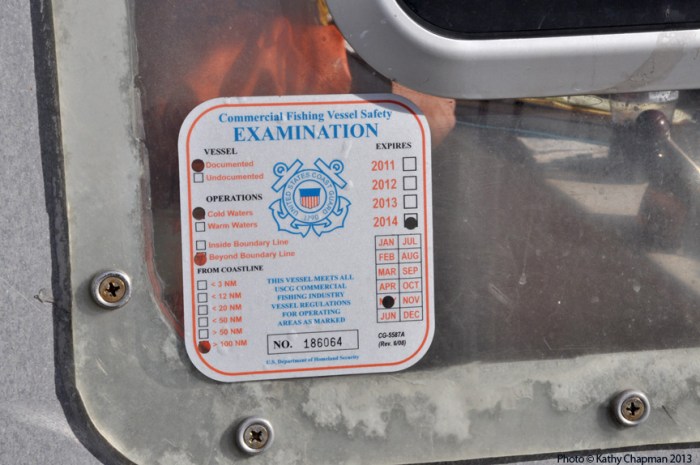 Commercial Fishing Vessel Safety
EXAMINATION
VESSEL
Documented
Undocumented
OPERATIONS
Cold Waters
Warm Waters
Inside Boundary Line
Beyond Boundary Line
FROM COASTLINE
< 3 NM
< 12 NM
< 20 NM
< 50 NM
> 50 NM
> 100 NM
UNITED STATES COAST GUARD
1790
THIS VESSEL MEETS ALL
USCG COMMERCIAL
FISHING INDUSTRY
VESSEL REGULATIONS
FOR OPERATING
AREAS AS MARKED
NO. 186064
U.S. Department of Homeland Security
EXPIRES
2011
2012
2013
2014
JAN JUL
FEB AUG
MAR SEP
APR OCT
NOV
JUN DEC
CG-5587A
(Rev. 6/08)
Photo © Kathy Chapman 2013